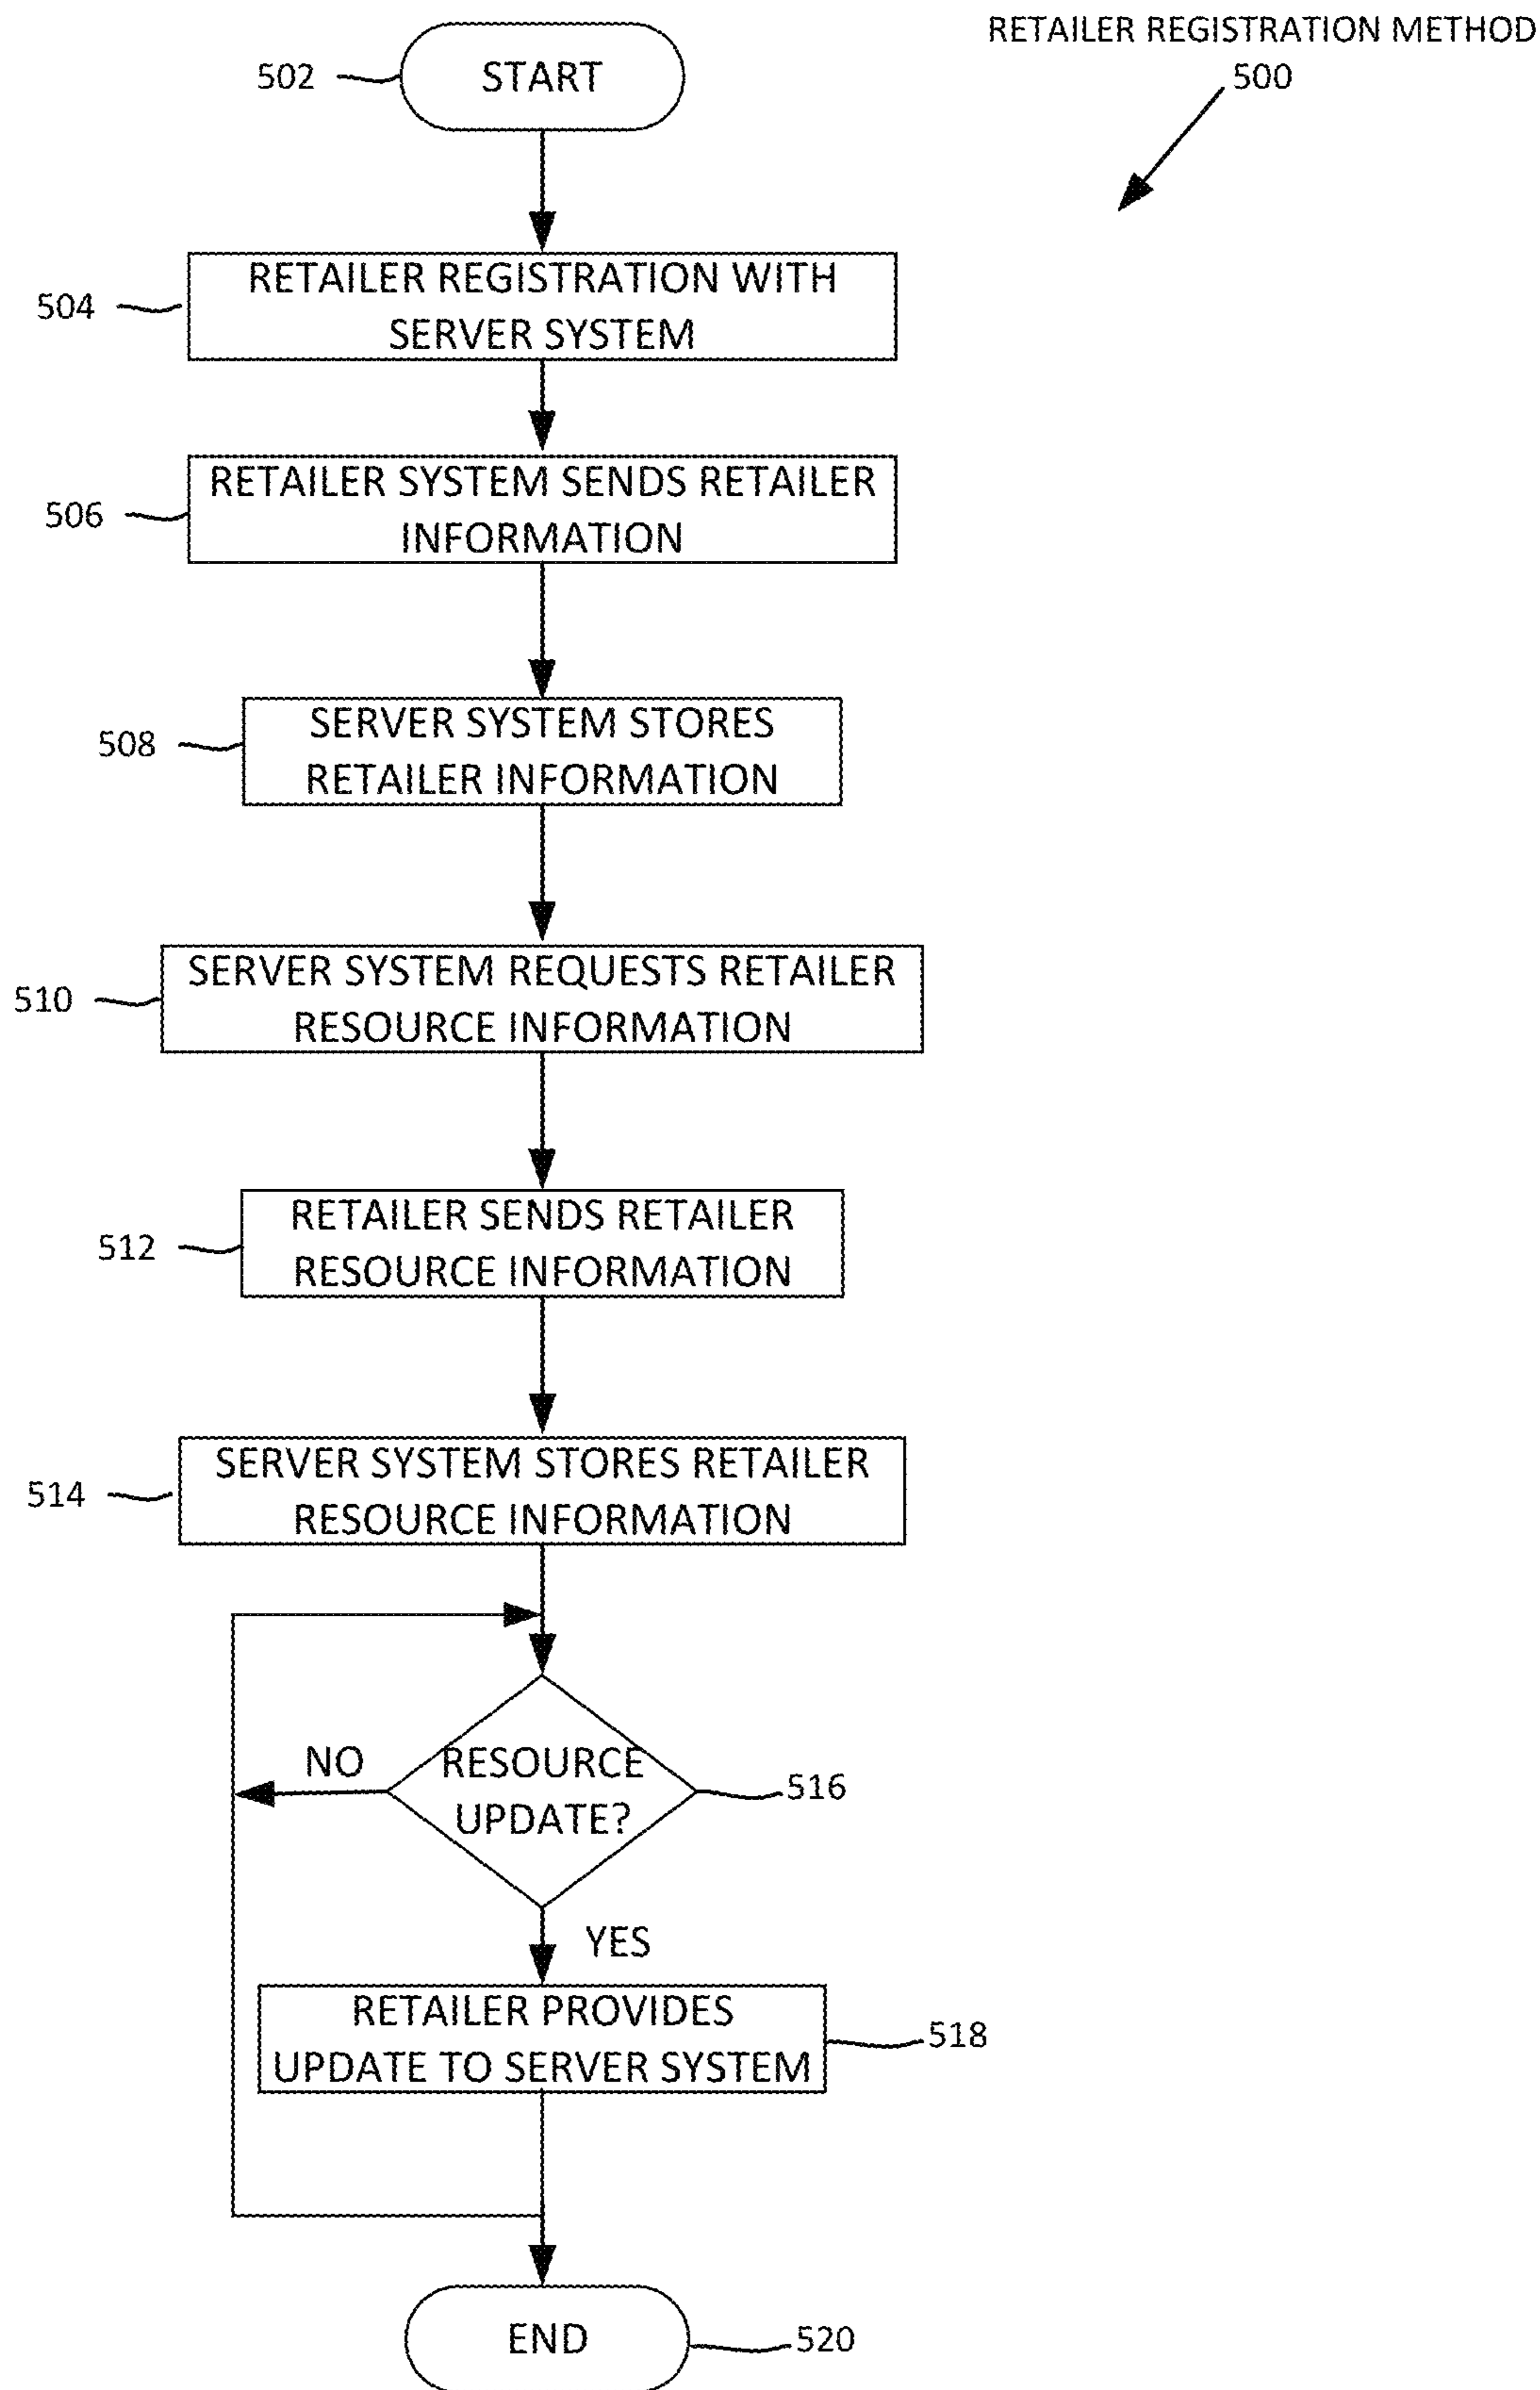 RETAILER REGISTRATION METHOD
500
502
START
504
RETAILER REGISTRATION WITH
SERVER SYSTEM
506
RETAILER SYSTEM SENDS RETAILER
INFORMATION
508
SERVER SYSTEM STORES
RETAILER INFORMATION
510
SERVER SYSTEM REQUESTS RETAILER
RESOURCE INFORMATION
512
RETAILER SENDS RETAILER
RESOURCE INFORMATION
514
SERVER SYSTEM STORES RETAILER
RESOURCE INFORMATION
NO
RESOURCE
UPDATE?
516
YES
RETAILER PROVIDES
UPDATE TO SERVER SYSTEM
518
END
520